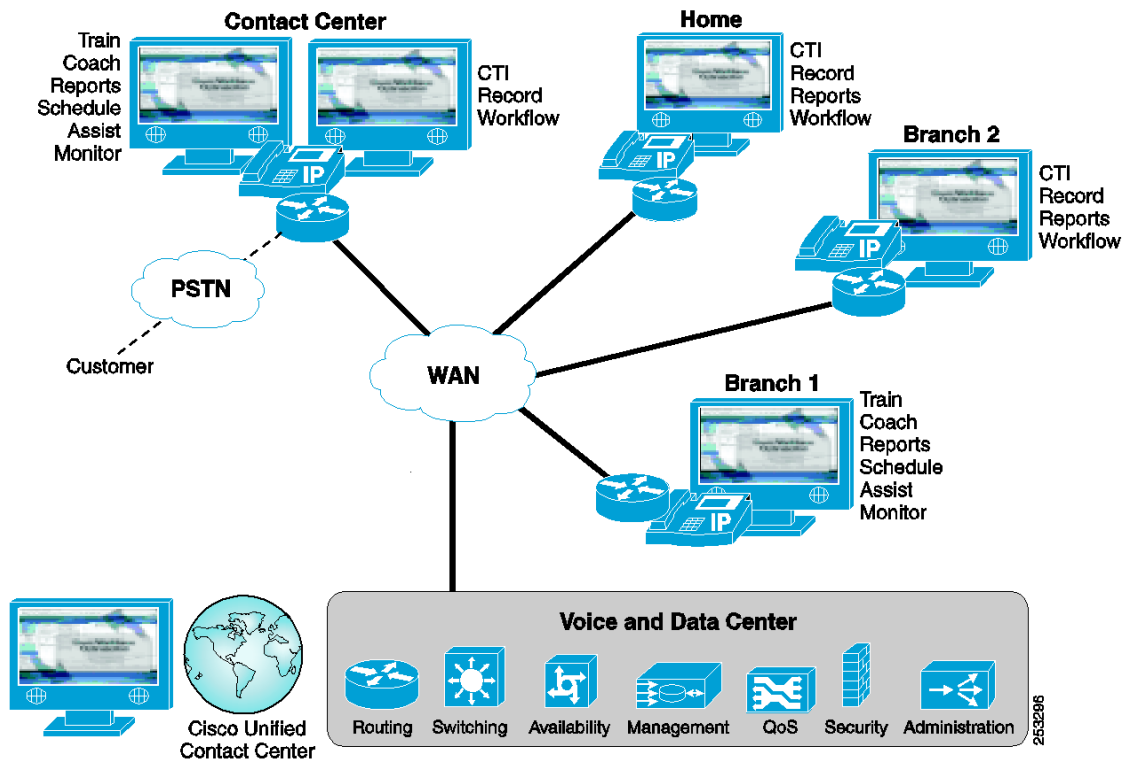 Contact Center
Train
Coach
Reports
Schedule
Assist
Monitor
CTI
Record
Workflow
IP
Home
CTI
Record
Reports
Workflow
IP
Branch 2
CTI
Record
Reports
Workflow
IP
PSTN
Customer
WAN
Branch 1
Train
Coach
Reports
Schedule
Assist
Monitor
IP
Cisco Unified
Contact Center
Voice and Data Center
Routing
Switching
Availability
Management
QoS
Security
Administration
253296